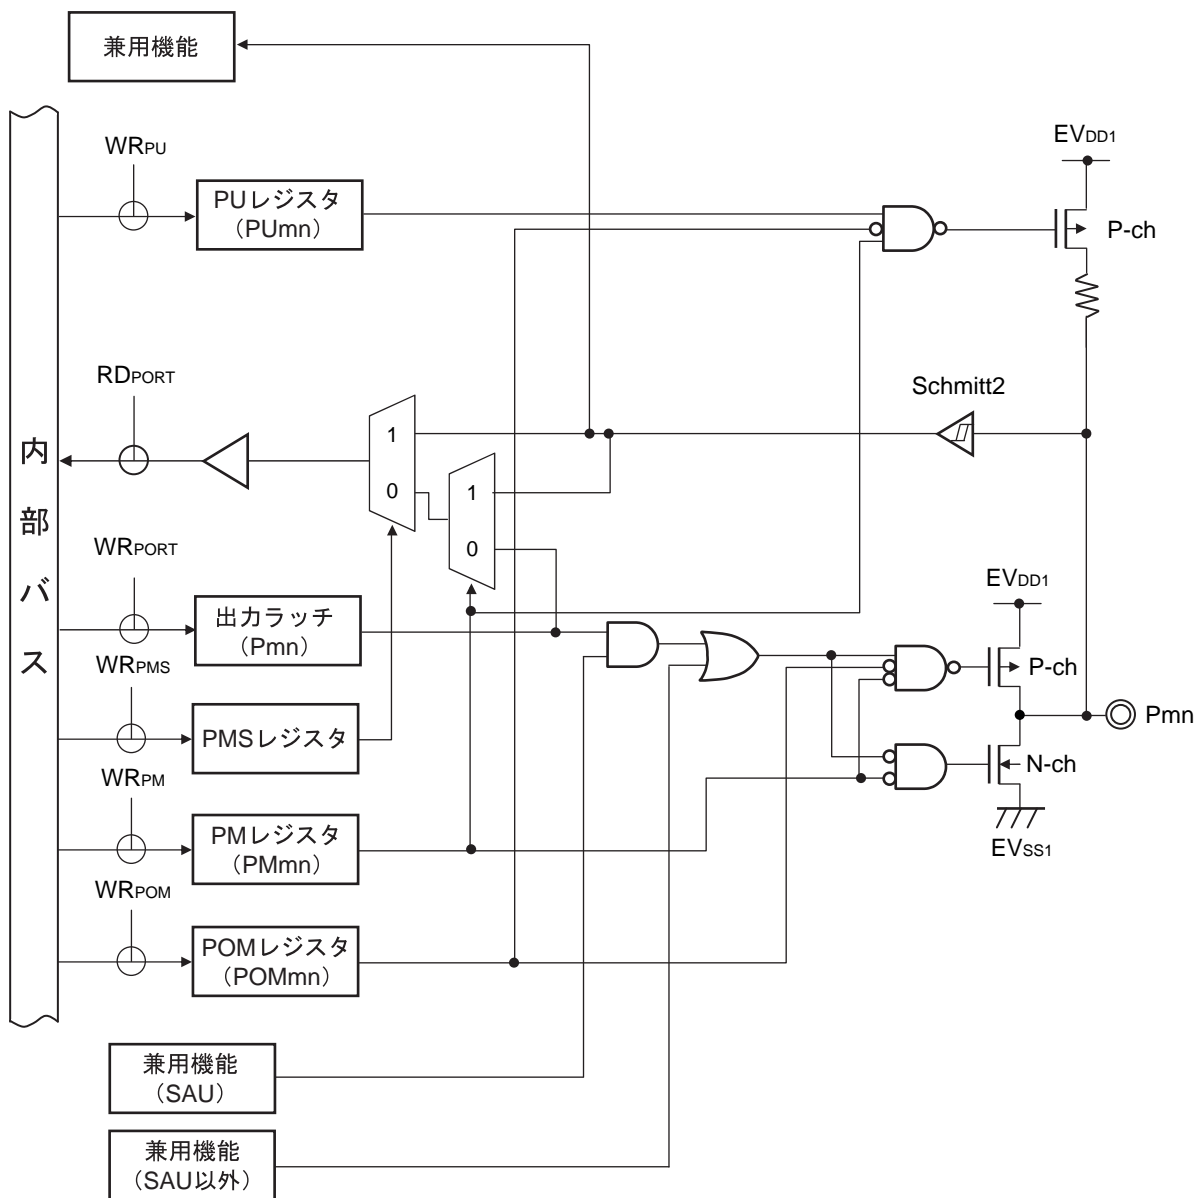 兼用機能
WRPU
PUレジスタ
（PUmn）
EVDD1
P-ch
RDPORT
Schmitt2
1
0
1
0
内部バス
WRPORT
出力ラッチ
（Pmn）
EVDD1
P-ch
WRPMS
PMSレジスタ
Pmn
N-ch
EVSS1
WRPM
PMレジスタ
（PMmn）
WRPOM
POMレジスタ
（POMmn）
兼用機能
（SAU）
兼用機能
（SAU以外）